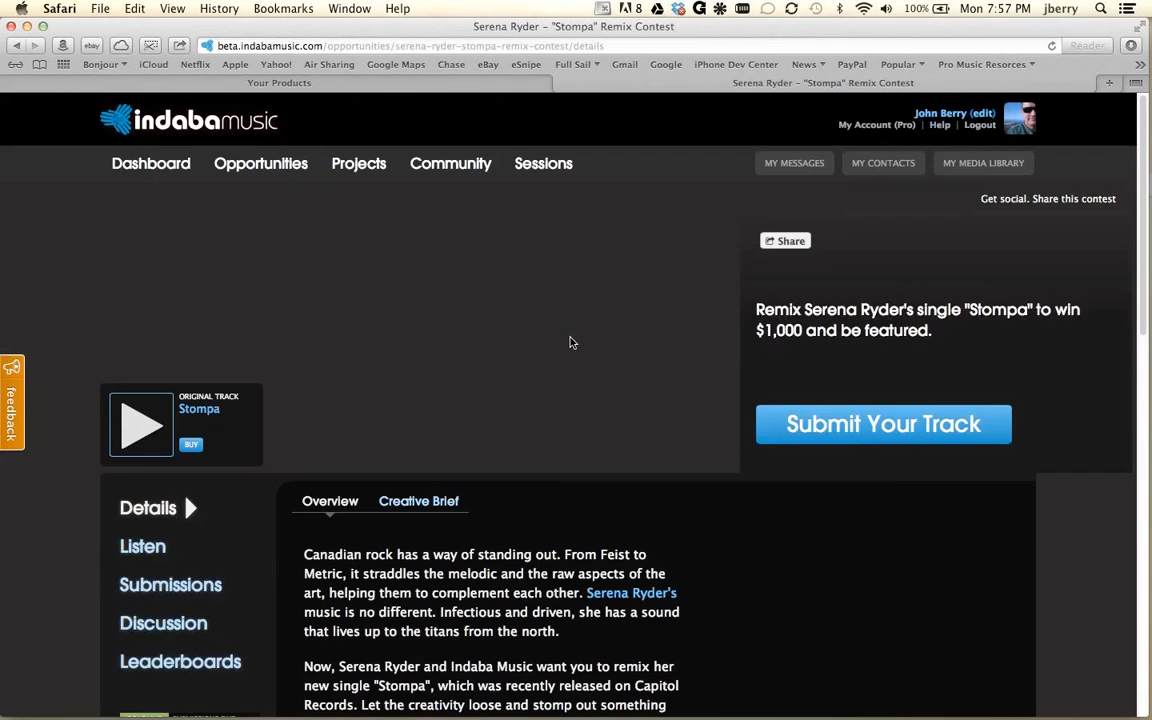 Safari File Edit View History Bookmarks Window Help 8 100% Mon 7:57 PM jberry
Serena Ryder – "Stompa" Remix Contest
ebay beta.indabamusic.com/opportunities/serena-ryder-stompa-remix-contest/details Reader
Bonjour iCloud Netflix Apple Yahoo! Air Sharing Google Maps Chase eBay eSnipe Full Sail Gmail Google iPhone Dev Center News PayPal Popular Pro Music Resorces
Your Products Serena Ryder – "Stompa" Remix Contest
indabamusic
John Berry (edit)
My Account (Pro) Help Logout
Dashboard Opportunities Projects Community Sessions MY MESSAGES MY CONTACTS MY MEDIA LIBRARY
Get social. Share this contest
Share
Remix Serena Ryder's single "Stompa" to win
$1,000 and be featured.
feedback
ORIGINAL TRACK
Stompa
BUY
Submit Your Track
Details
Listen
Submissions
Discussion
Leaderboards
Overview Creative Brief
Canadian rock has a way of standing out. From Feist to
Metric, it straddles the melodic and the raw aspects of the
art, helping them to complement each other. Serena Ryder's
music is no different. Infectious and driven, she has a sound
that lives up to the titans from the north.
Now, Serena Ryder and Indaba Music want you to remix her
new single "Stompa", which was recently released on Capitol
Records. Let the creativity loose and stomp out something